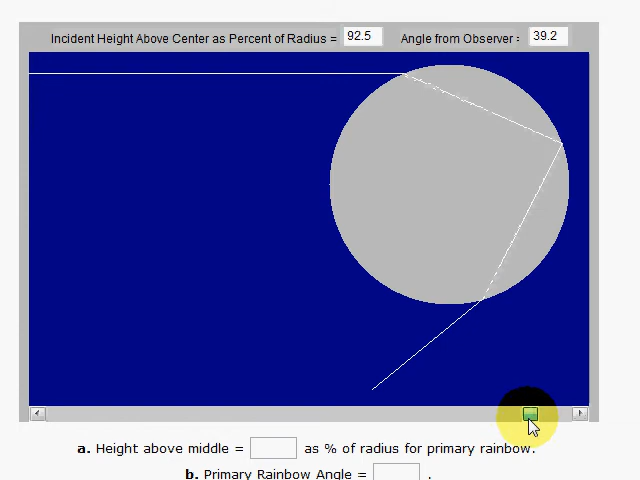 Incident Height Above Center as Percent of Radius = 92.5 Angle from Observer : 39.2
a. Height above middle = as % of radius for primary rainbow.
b. Primary Rainbow Angle = .